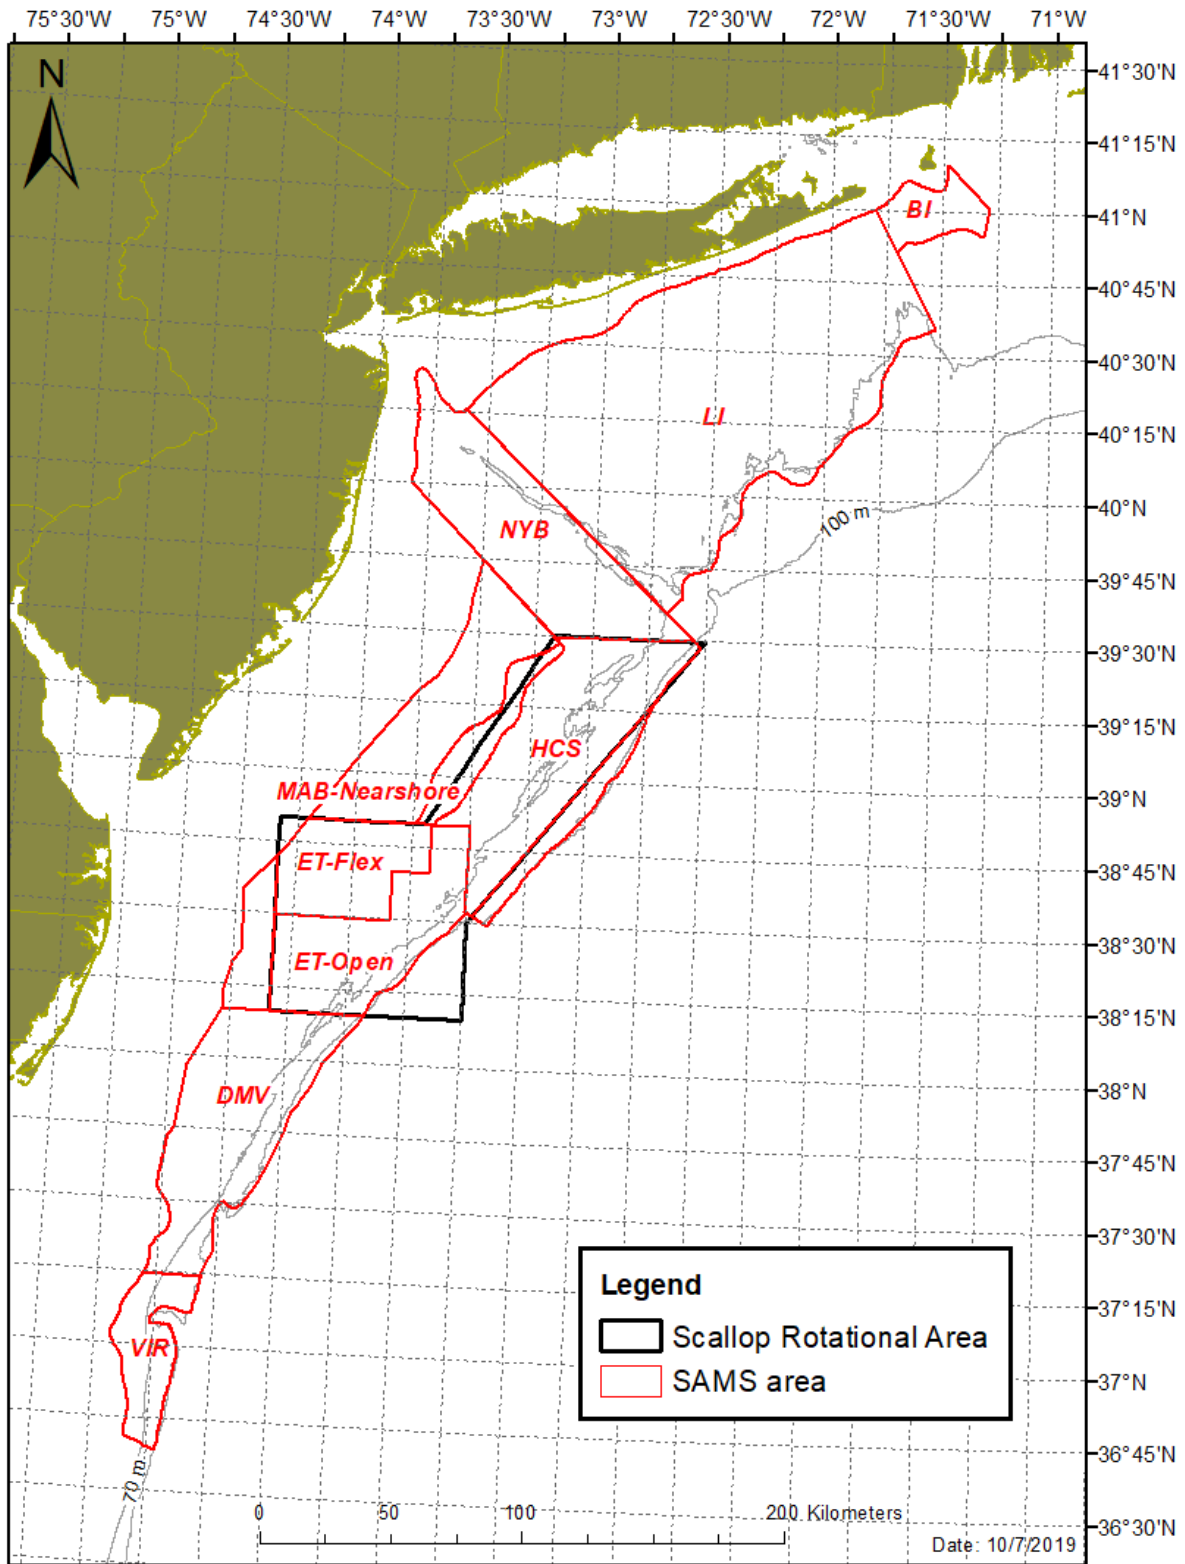 75°30'W 75°W 74°30'W 74°W 73°30'W 73°W 72°30'W 72°W 71°30'W 71°W
N
41°30'N
41°15'N
BI
41°N
40°45'N
40°30'N
LI
40°15'N
100 m
40°N
NYB
39°45'N
39°30'N
39°15'N
HCS
MAB-Nearshore
39°N
ET-Flex
38°45'N
38°30'N
ET-Open
38°15'N
DMV
38°N
37°45'N
37°30'N
Legend
Scallop Rotational Area
SAMS area
37°15'N
VIR
37°N
36°45'N
70 m
0 50 100 200 Kilometers
36°30'N
Date: 10/7/2019